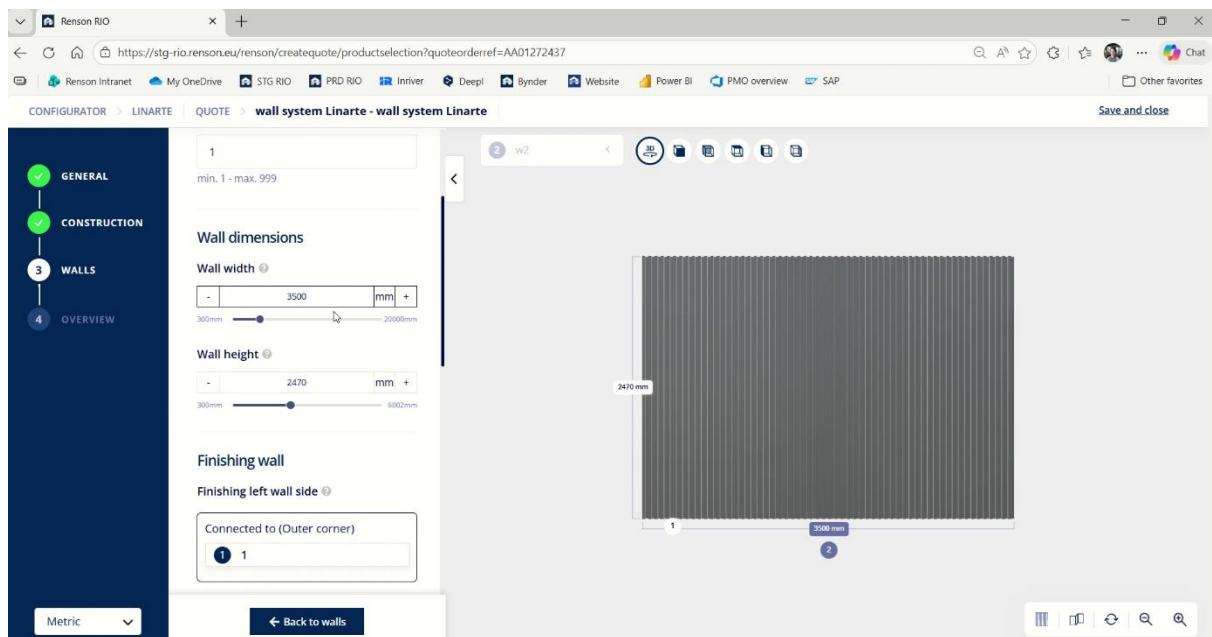 Renson RIO
https://stg-rio.renson.eu/renson/createquote/productselection?quoteorderref=AA01272437
Chat
Renson Intranet My OneDrive STG RIO PRD RIO Inriver Deepl Bynder Website Power BI PMO overview SAP Other favorites
CONFIGURATOR > LINARTE QUOTE > wall system Linarte - wall system Linarte Save and close
GENERAL
CONSTRUCTION
3 WALLS
4 OVERVIEW
Metric
1
min. 1 - max. 999
Wall dimensions
Wall width
- 3500 mm +
300mm 20000mm
Wall height
- 2470 mm +
300mm 6002mm
Finishing wall
Finishing left wall side
Connected to (Outer corner)
1 1
← Back to walls
2 w2
3D
2470 mm
1
3500 mm
2